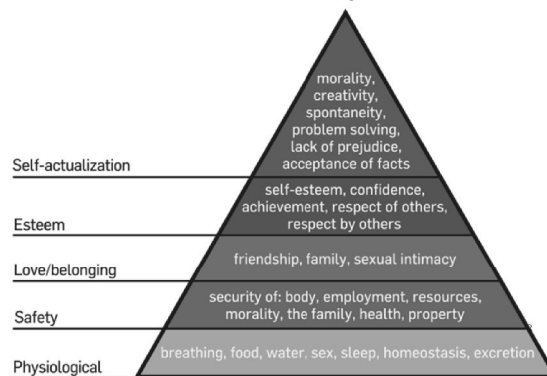 morality,
creativity,
spontaneity,
problem solving,
lack of prejudice,
acceptance of facts
Self-actualization
self-esteem, confidence,
achievement, respect of others,
respect by others
Esteem
friendship, family, sexual intimacy
Love/belonging
security of: body, employment, resources,
morality, the family, health, property
Safety
breathing, food, water, sex, sleep, homeostasis, excretion
Physiological